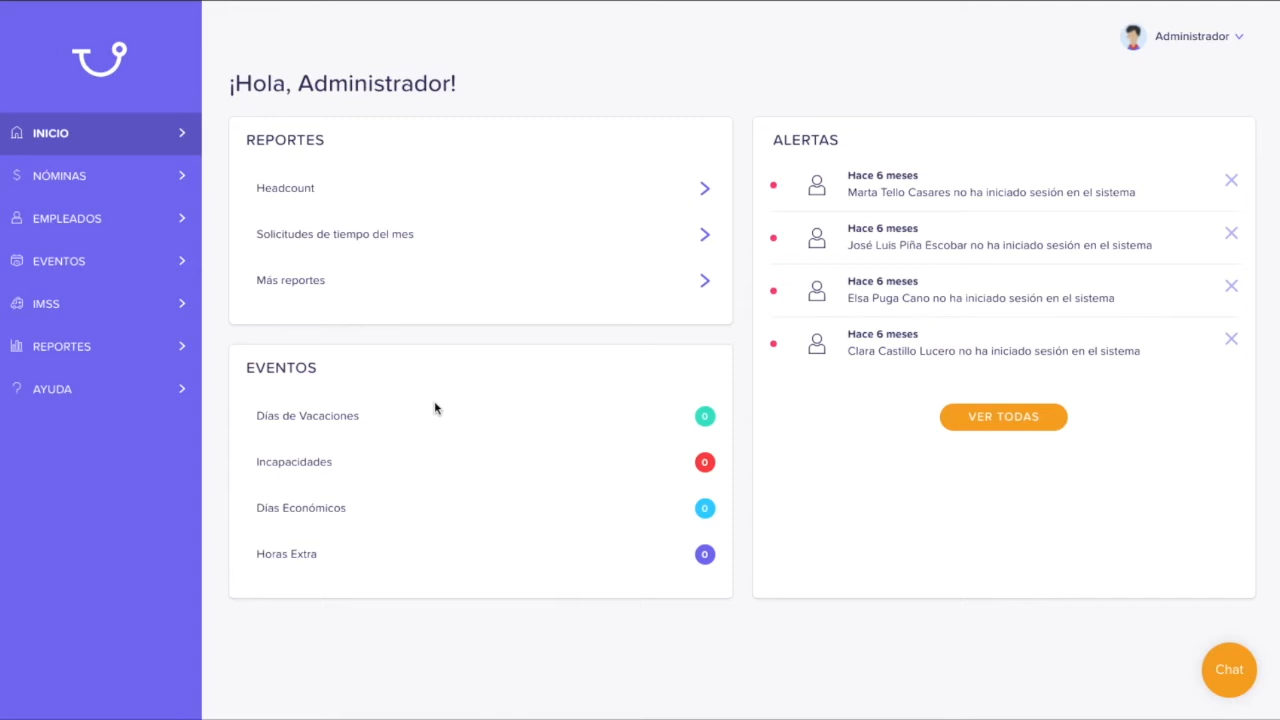 Administrador
¡Hola, Administrador!
INICIO
NÓMINAS
EMPLEADOS
EVENTOS
IMSS
REPORTES
AYUDA
REPORTES
Headcount
Solicitudes de tiempo del mes
Más reportes
EVENTOS
Días de Vacaciones 0
Incapacidades 0
Días Económicos 0
Horas Extra 0
ALERTAS
Hace 6 meses
Marta Tello Casares no ha iniciado sesión en el sistema
Hace 6 meses
José Luis Piña Escobar no ha iniciado sesión en el sistema
Hace 6 meses
Elsa Puga Cano no ha iniciado sesión en el sistema
Hace 6 meses
Clara Castillo Lucero no ha iniciado sesión en el sistema
VER TODAS
Chat